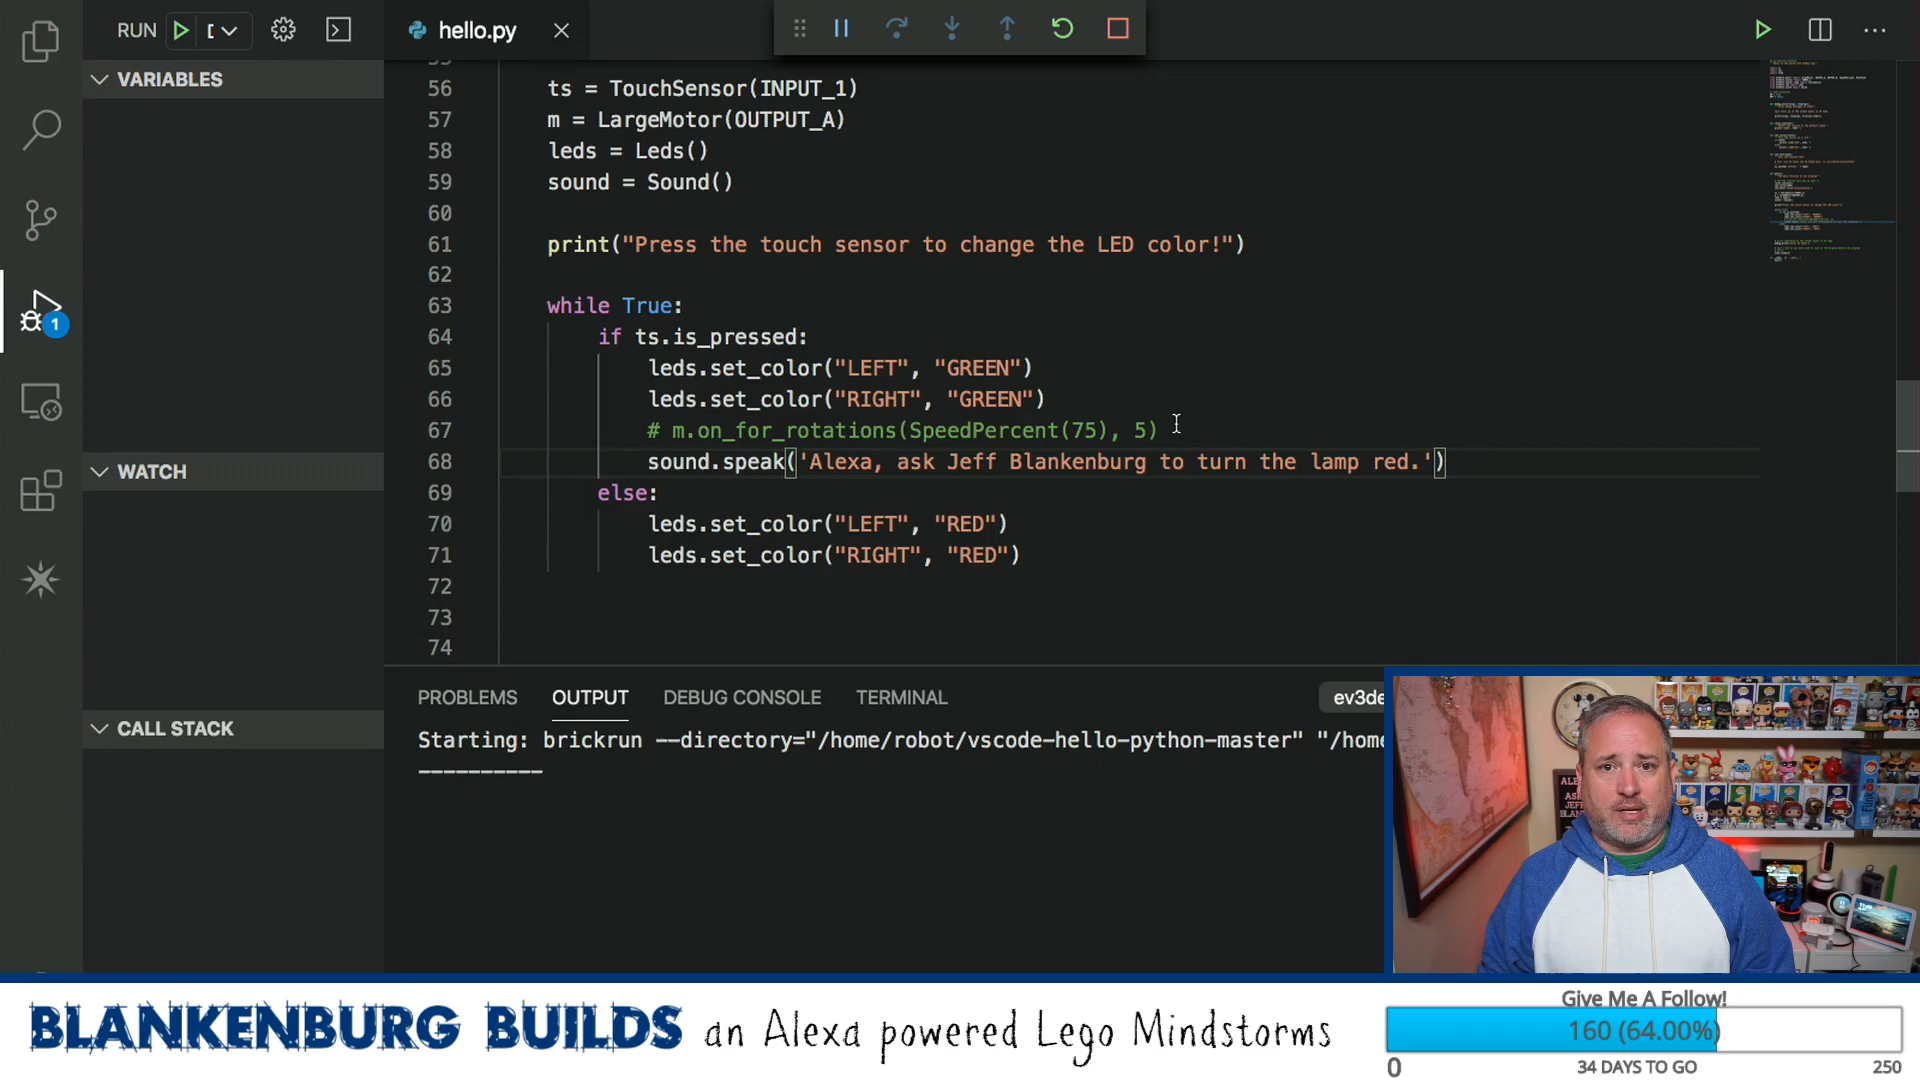 RUN
hello.py
VARIABLES
55
56 ts = TouchSensor(INPUT_1)
57 m = LargeMotor(OUTPUT_A)
58 leds = Leds()
59 sound = Sound()
60
61 print("Press the touch sensor to change the LED color!")
62
63 while True:
64 if ts.is_pressed:
65 leds.set_color("LEFT", "GREEN")
66 leds.set_color("RIGHT", "GREEN")
67 # m.on_for_rotations(SpeedPercent(75), 5)
68 sound.speak('Alexa, ask Jeff Blankenburg to turn the lamp red.')
69 else:
70 leds.set_color("LEFT", "RED")
71 leds.set_color("RIGHT", "RED")
72
73
74
1
WATCH
CALL STACK
PROBLEMS OUTPUT DEBUG CONSOLE TERMINAL
ev3de
Starting: brickrun --directory="/home/robot/vscode-hello-python-master" "/home
----------
BLANKENBURG BUILDS an Alexa powered Lego Mindstorms
Give Me A Follow!
160 (64.00%)
0 34 DAYS TO GO 250